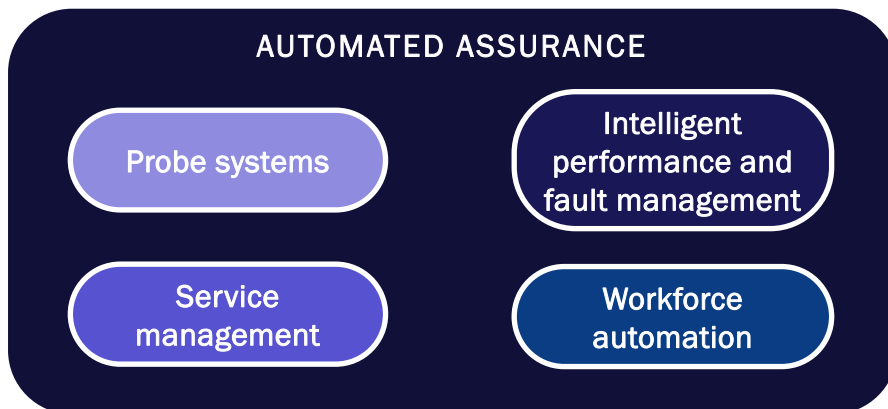 AUTOMATED ASSURANCE
Probe systems
Intelligent
performance and
fault management
Service
management
Workforce
automation